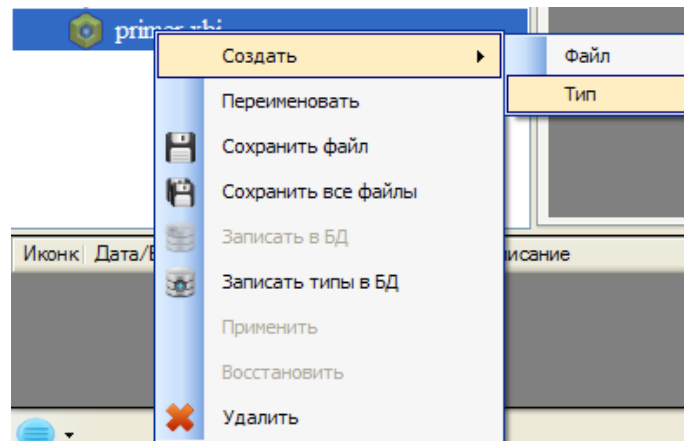 primer.xbj
Создать
Файл
Тип
Переименовать
Сохранить файл
Сохранить все файлы
Записать в БД
Иконк Дата/В исание
Записать типы в БД
Применить
Восстановить
Удалить